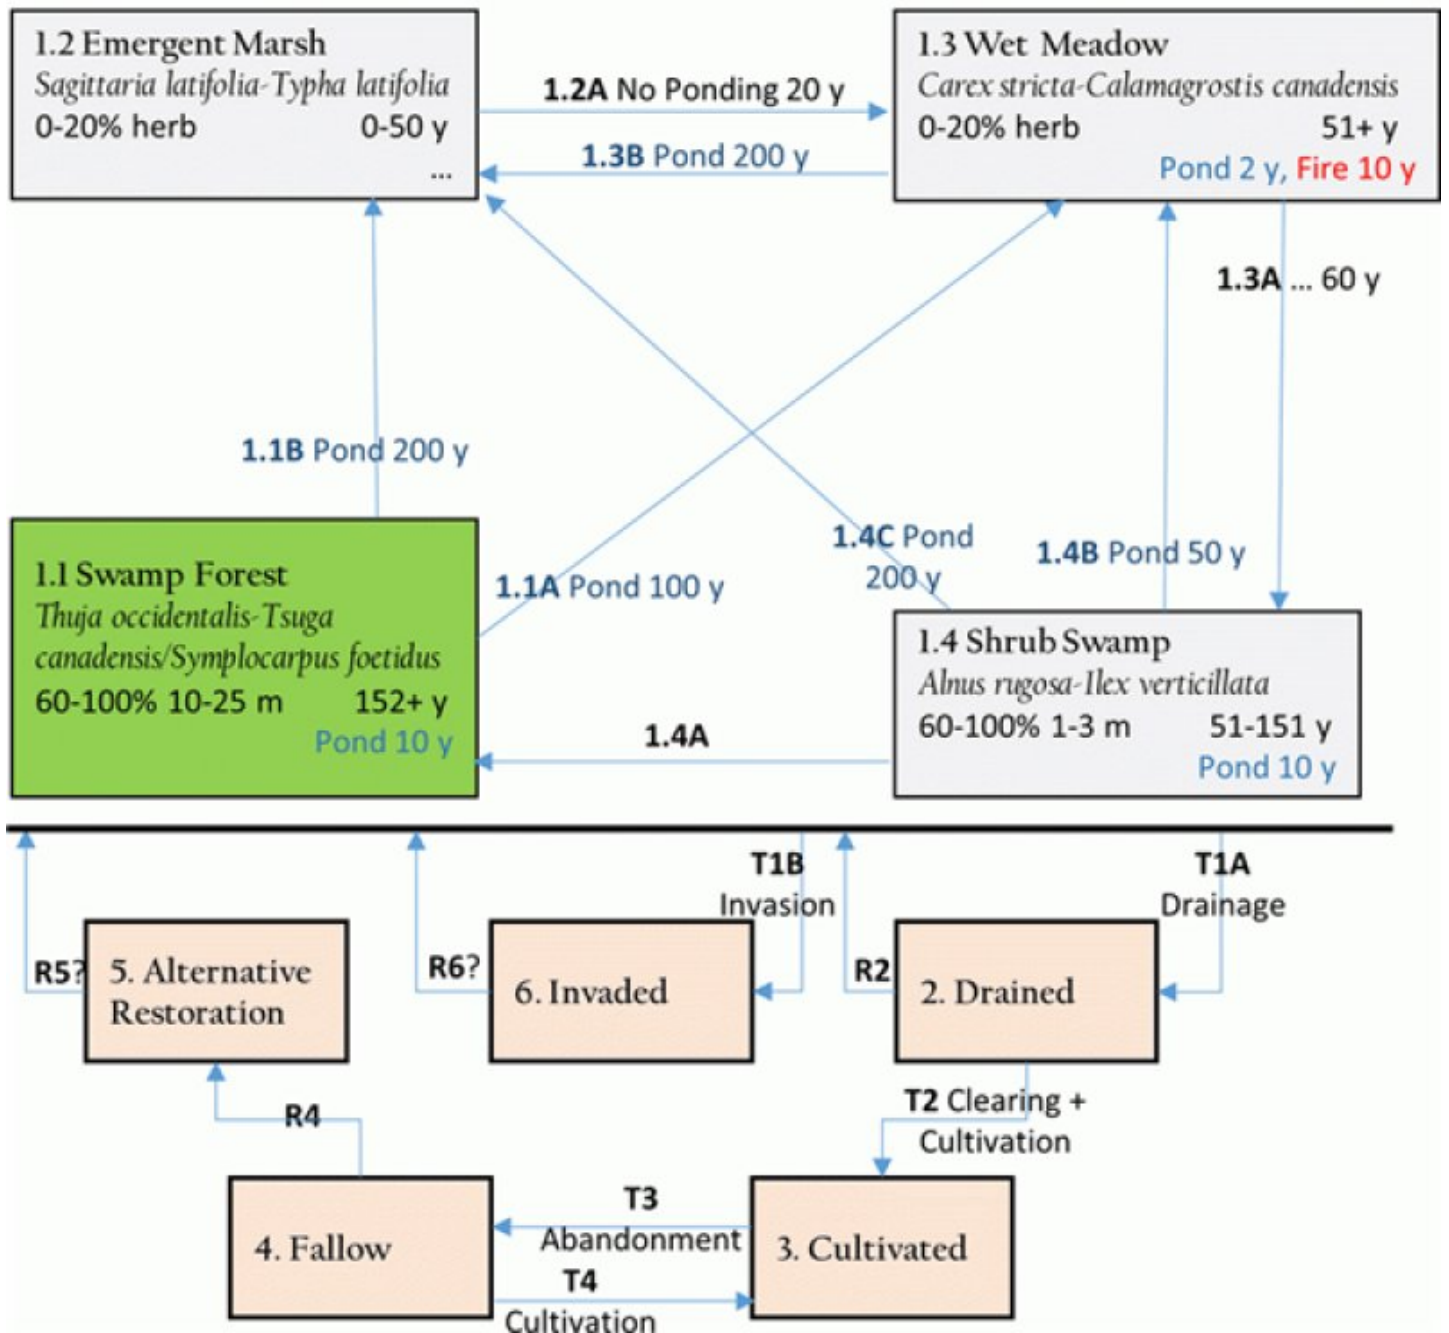 1.2 Emergent Marsh
Sagittaria latifolia-Typha latifolia
0-20% herb 0-50 y
...
1.2A No Ponding 20 y
1.3B Pond 200 y
1.3 Wet Meadow
Carex stricta-Calamagrostis canadensis
0-20% herb 51+ y
Pond 2 y, Fire 10 y
1.3A ... 60 y
1.1B Pond 200 y
1.4C Pond
200 y
1.4B Pond 50 y
1.1A Pond 100 y
1.1 Swamp Forest
Thuja occidentalis-Tsuga
canadensis/Symplocarpus foetidus
60-100% 10-25 m 152+ y
Pond 10 y
1.4A
1.4 Shrub Swamp
Alnus rugosa-Ilex verticillata
60-100% 1-3 m 51-151 y
Pond 10 y
T1B
Invasion
T1A
Drainage
R5?
5. Alternative
Restoration
R6?
6. Invaded
R2
2. Drained
R4
T2 Clearing +
Cultivation
4. Fallow
T3
Abandonment
T4
Cultivation
3. Cultivated